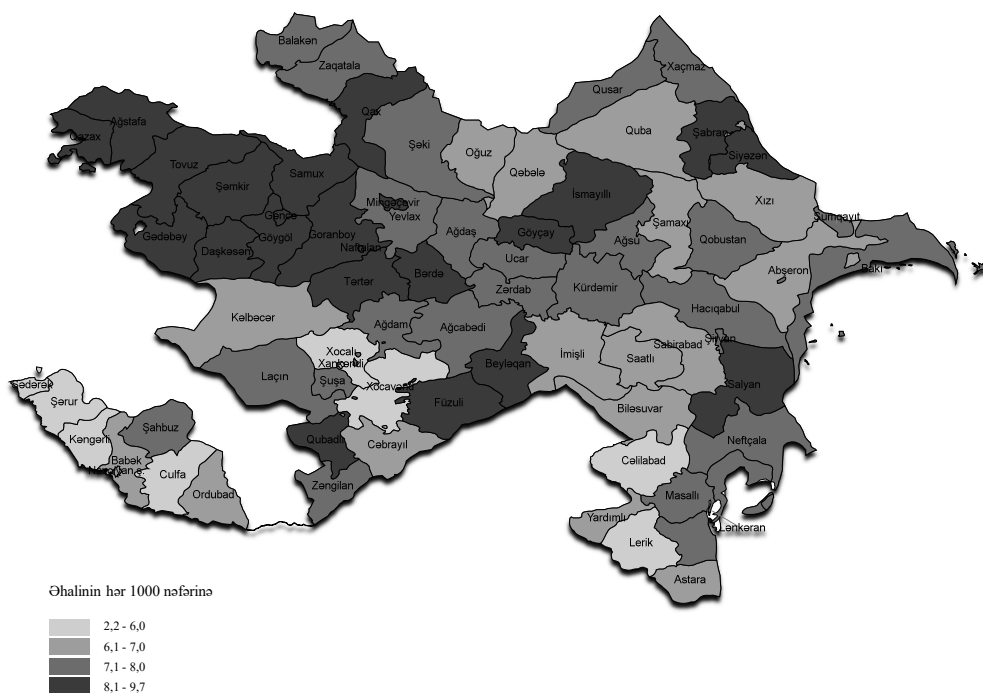 Balakən
Zaqatala
Xaçmaz
Qusar
Qax
Ağstafa
Quba
Şabran
Qazax
Şəki
Oğuz
Siyəzən
Tovuz
Qəbələ
Samux
Şəmkir
İsmayıllı
Xızı
Mingəçevir
Gəncə
Yevlax
Şamaxı
Sumqayıt
Gədəbəy
Göygöl
Goranboy
Ağdaş
Göyçay
Ağsu
Qobustan
Daşkəsən
Naftalan
Ucar
Bakı
Abşeron
Tərtər
Bərdə
Zərdab
Kürdəmir
Hacıqabul
Kəlbəcər
Ağdam
Ağcabədi
Şirvan
Sabirabad
Xocalı
İmişli
Saatlı
Xankəndi
Beyləqan
Laçın
Şuşa
Xocavənd
Salyan
Sədərək
Şərur
Füzuli
Biləsuvar
Şahbuz
Kəngərli
Qubadlı
Cəbrayıl
Neftçala
Babək
Cəlilabad
Naxçıvan ş.
Culfa
Zəngilan
Ordubad
Masallı
Yardımlı
Lənkəran
Lerik
Astara
Əhalinin hər 1000 nəfərinə
2,2 - 6,0
6,1 - 7,0
7,1 - 8,0
8,1 - 9,7